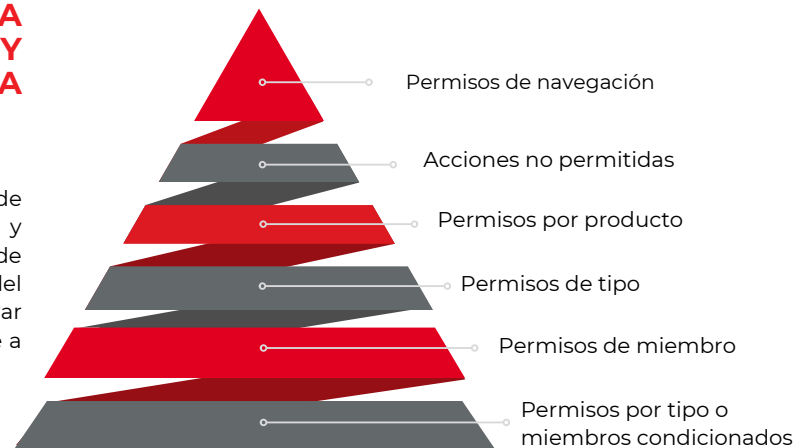 A
Y
A
de
y
de
del
ar
e a
Permisos de navegación
Acciones no permitidas
Permisos por producto
Permisos de tipo
Permisos de miembro
Permisos por tipo o
miembros condicionados